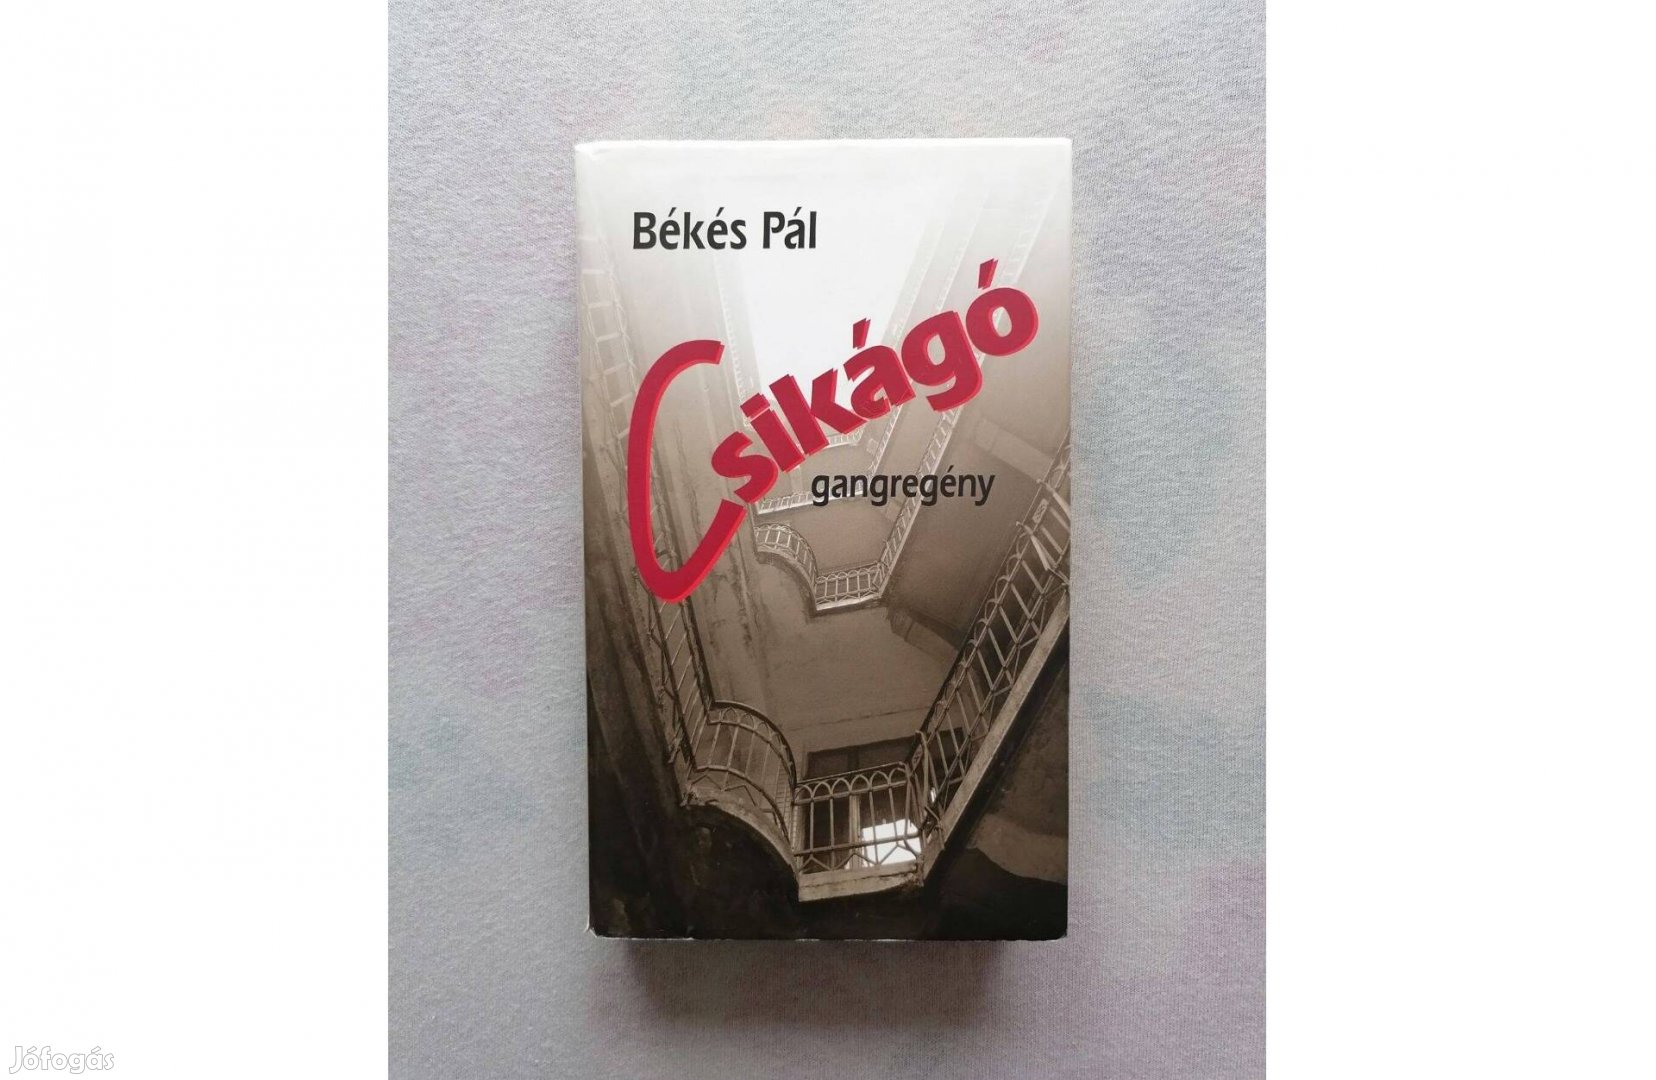 Békés Pál
Csikágó
gangregény
Jófogás